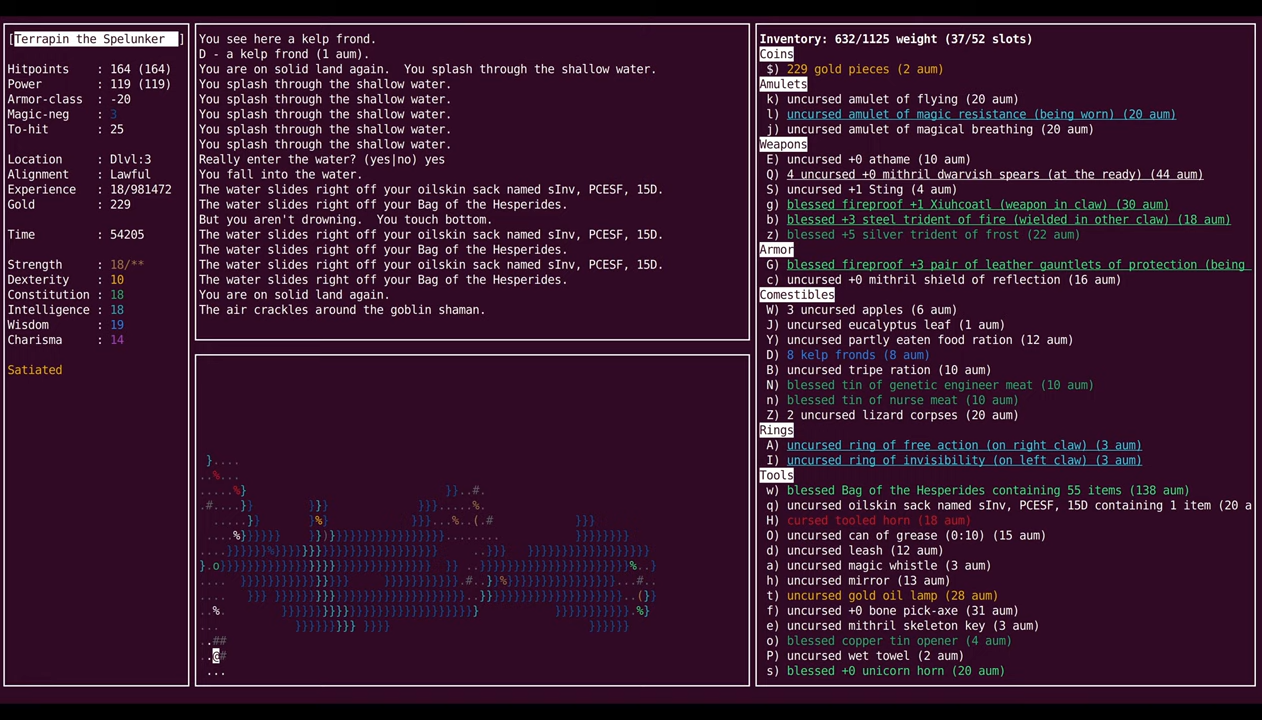 [Terrapin the Spelunker ]
Hitpoints : 164 (164)
Power : 119 (119)
Armor-class : -20
Magic-neg : 3
To-hit : 25
Location : Dlvl:3
Alignment : Lawful
Experience : 18/981472
Gold : 229
Time : 54205
Strength : 18/**
Dexterity : 10
Constitution : 18
Intelligence : 18
Wisdom : 19
Charisma : 14
Satiated
You see here a kelp frond.
D - a kelp frond (1 aum).
You are on solid land again.  You splash through the shallow water.
You splash through the shallow water.
You splash through the shallow water.
You splash through the shallow water.
You splash through the shallow water.
You splash through the shallow water.
Really enter the water? (yes|no) yes
You fall into the water.
The water slides right off your oilskin sack named sInv, PCESF, 15D.
The water slides right off your Bag of the Hesperides.
But you aren't drowning.  You touch bottom.
The water slides right off your oilskin sack named sInv, PCESF, 15D.
The water slides right off your Bag of the Hesperides.
The water slides right off your oilskin sack named sInv, PCESF, 15D.
The water slides right off your Bag of the Hesperides.
You are on solid land again.
The air crackles around the goblin shaman.
Inventory: 632/1125 weight (37/52 slots)
Coins
$) 229 gold pieces (2 aum)
Amulets
k) uncursed amulet of flying (20 aum)
l) uncursed amulet of magic resistance (being worn) (20 aum)
j) uncursed amulet of magical breathing (20 aum)
Weapons
E) uncursed +0 athame (10 aum)
Q) 4 uncursed +0 mithril dwarvish spears (at the ready) (44 aum)
S) uncursed +1 Sting (4 aum)
g) blessed fireproof +1 Xiuhcoatl (weapon in claw) (30 aum)
b) blessed +3 steel trident of fire (wielded in other claw) (18 aum)
z) blessed +5 silver trident of frost (22 aum)
Armor
G) blessed fireproof +3 pair of leather gauntlets of protection (being
c) uncursed +0 mithril shield of reflection (16 aum)
Comestibles
W) 3 uncursed apples (6 aum)
J) uncursed eucalyptus leaf (1 aum)
Y) uncursed partly eaten food ration (12 aum)
D) 8 kelp fronds (8 aum)
B) uncursed tripe ration (10 aum)
N) blessed tin of genetic engineer meat (10 aum)
n) blessed tin of nurse meat (10 aum)
Z) 2 uncursed lizard corpses (20 aum)
Rings
A) uncursed ring of free action (on right claw) (3 aum)
I) uncursed ring of invisibility (on left claw) (3 aum)
Tools
w) blessed Bag of the Hesperides containing 55 items (138 aum)
q) uncursed oilskin sack named sInv, PCESF, 15D containing 1 item (20 a
H) cursed tooled horn (18 aum)
O) uncursed can of grease (0:10) (15 aum)
d) uncursed leash (12 aum)
a) uncursed magic whistle (3 aum)
h) uncursed mirror (13 aum)
t) uncursed gold oil lamp (28 aum)
f) uncursed +0 bone pick-axe (31 aum)
e) uncursed mithril skeleton key (3 aum)
o) blessed copper tin opener (4 aum)
P) uncursed wet towel (2 aum)
s) blessed +0 unicorn horn (20 aum)